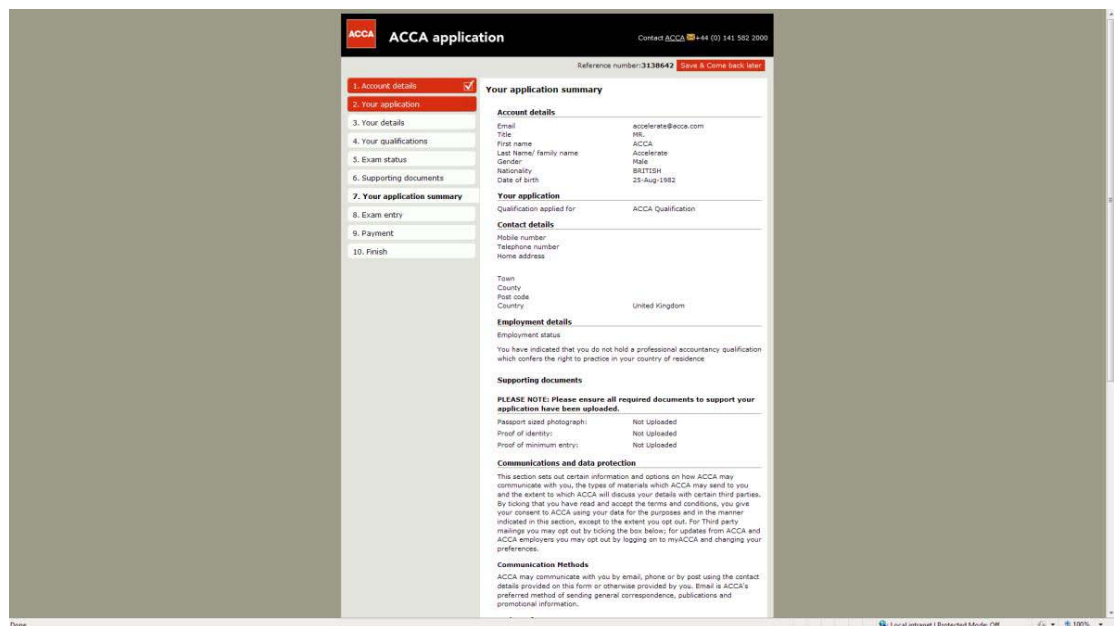 ACCA
ACCA application
Contact ACCA +44 (0) 141 582 2000
Reference number:3138642 Save & Come back later
1. Account details
2. Your application
3. Your details
4. Your qualifications
5. Exam status
6. Supporting documents
7. Your application summary
8. Exam entry
9. Payment
10. Finish
Your application summary
Account details
Email accelerate@acca.com
Title MR.
First name ACCA
Last Name/ family name Accelerate
Gender Male
Nationality BRITISH
Date of birth 25-Aug-1982
Your application
Qualification applied for ACCA Qualification
Contact details
Mobile number
Telephone number
Home address
Town
County
Post code
Country United Kingdom
Employment details
Employment status
You have indicated that you do not hold a professional accountancy qualification
which confers the right to practice in your country of residence
Supporting documents
PLEASE NOTE: Please ensure all required documents to support your
application have been uploaded.
Passport sized photograph: Not Uploaded
Proof of identity: Not Uploaded
Proof of minimum entry: Not Uploaded
Communications and data protection
This section sets out certain information and options on how ACCA may
communicate with you, the types of materials which ACCA may send to you
and the extent to which ACCA will discuss your details with certain third parties.
By ticking that you have read and accept the terms and conditions, you give
your consent to ACCA using your data for the purposes and in the manner
indicated in this section, except to the extent you opt out. For Third party
mailings you may opt out by ticking the box below; for updates from ACCA and
ACCA employers you may opt out by logging on to myACCA and changing your
preferences.
Communication Methods
ACCA may communicate with you by email, phone or by post using the contact
details provided on this form or otherwise provided by you. Email is ACCA's
preferred method of sending general correspondence, publications and
promotional information.
Done Local intranet | Protected Mode: Off 100%